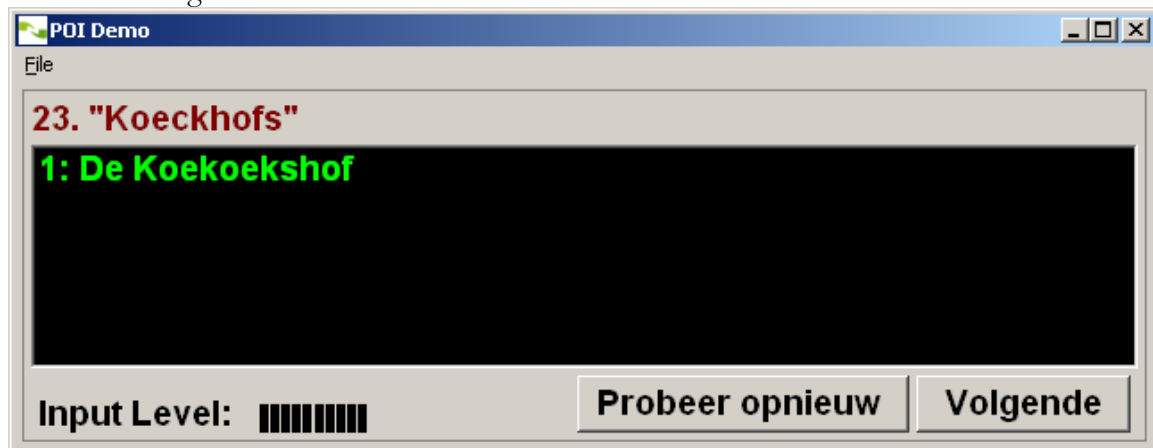 POI Demo
File
23. "Koeckhofs"
1: De Koekoekshof
Input Level:
Probeer opnieuw
Volgende